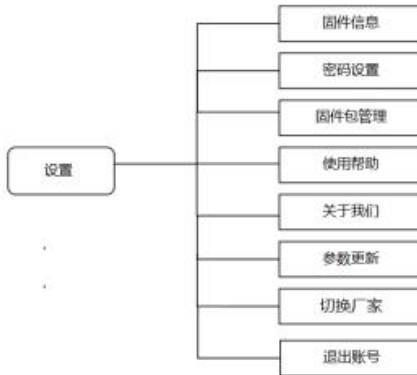 设置
固件信息
密码设置
固件包管理
使用帮助
关于我们
参数更新
切换厂家
退出账号